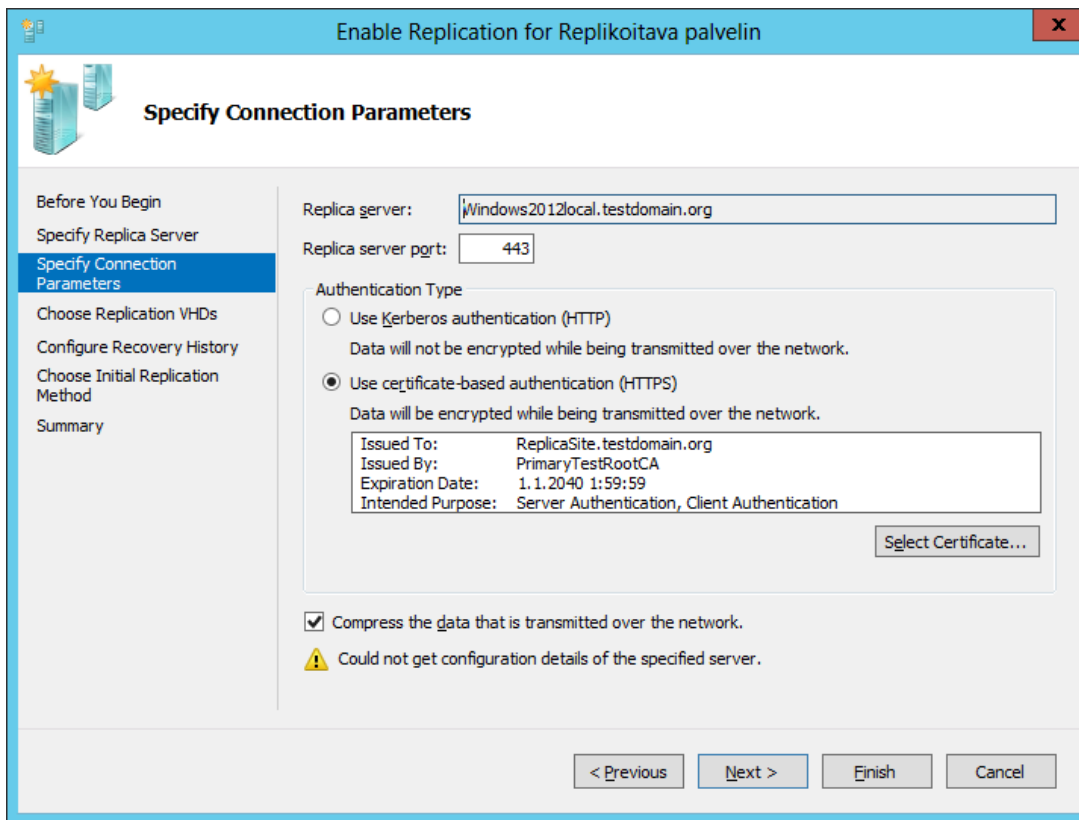 Enable Replication for Replikoitava palvelin
x
Specify Connection Parameters
Before You Begin
Specify Replica Server
Specify Connection
Parameters
Choose Replication VHDs
Configure Recovery History
Choose Initial Replication
Method
Summary
Replica server: Windows2012local.testdomain.org
Replica server port: 443
Authentication Type
Use Kerberos authentication (HTTP)
Data will not be encrypted while being transmitted over the network.
Use certificate-based authentication (HTTPS)
Data will be encrypted while being transmitted over the network.
Issued To: ReplicaSite.testdomain.org
Issued By: PrimaryTestRootCA
Expiration Date: 1.1.2040 1:59:59
Intended Purpose: Server Authentication, Client Authentication
Select Certificate...
Compress the data that is transmitted over the network.
Could not get configuration details of the specified server.
< Previous Next > Finish Cancel